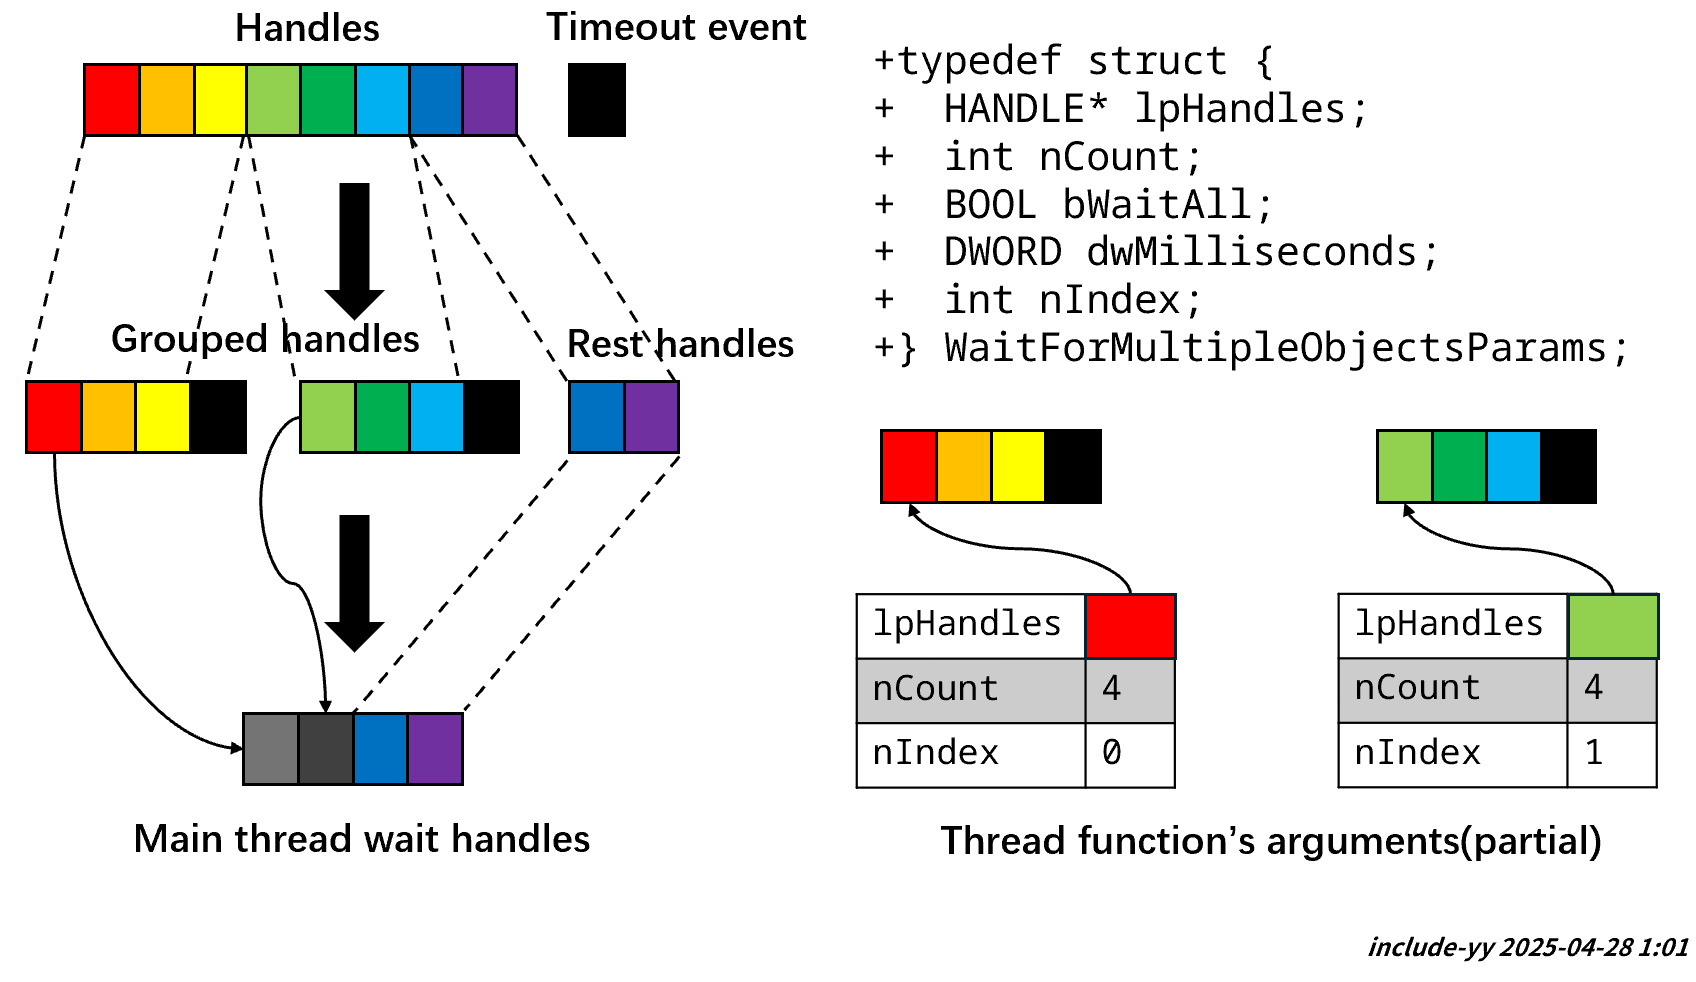 Handles
Timeout event
Grouped handles
Rest handles
Main thread wait handles
+typedef struct {
+  HANDLE* lpHandles;
+  int nCount;
+  BOOL bWaitAll;
+  DWORD dwMilliseconds;
+  int nIndex;
+} WaitForMultipleObjectsParams;
lpHandles
nCount 4
nIndex 0
lpHandles
nCount 4
nIndex 1
Thread function’s arguments(partial)
include-yy 2025-04-28 1:01